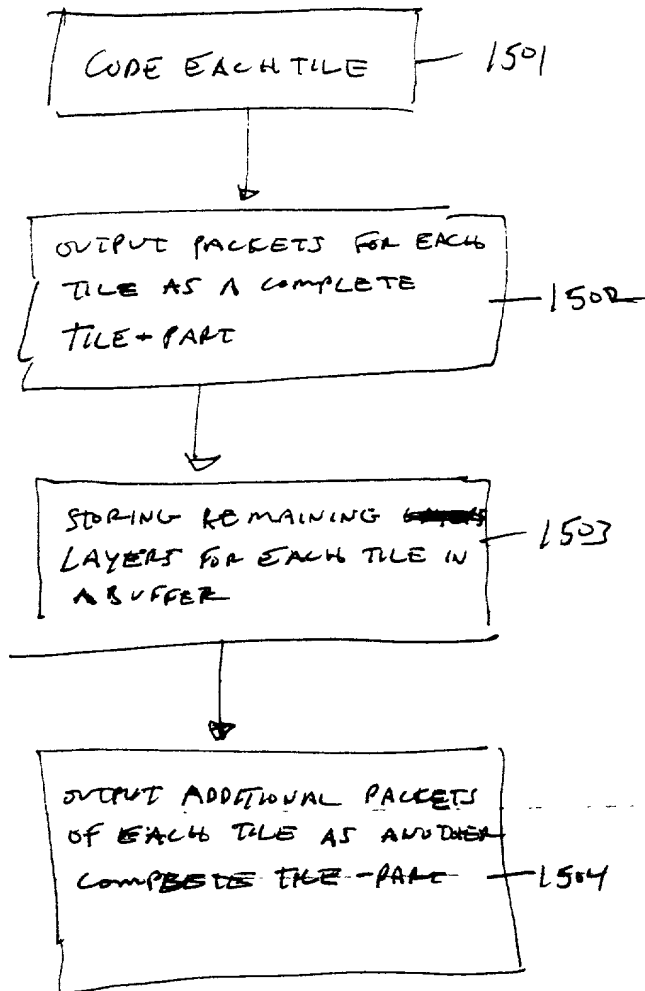 CODE EACH TILE
1501
OUTPUT PACKETS FOR EACH
TILE AS A COMPLETE
TILE-PART
1502
STORING REMAINING
LAYERS FOR EACH TILE IN
A BUFFER
1503
OUTPUT ADDITIONAL PACKETS
OF EACH TILE AS ANOTHER
COMPLETE TILE-PART
1504